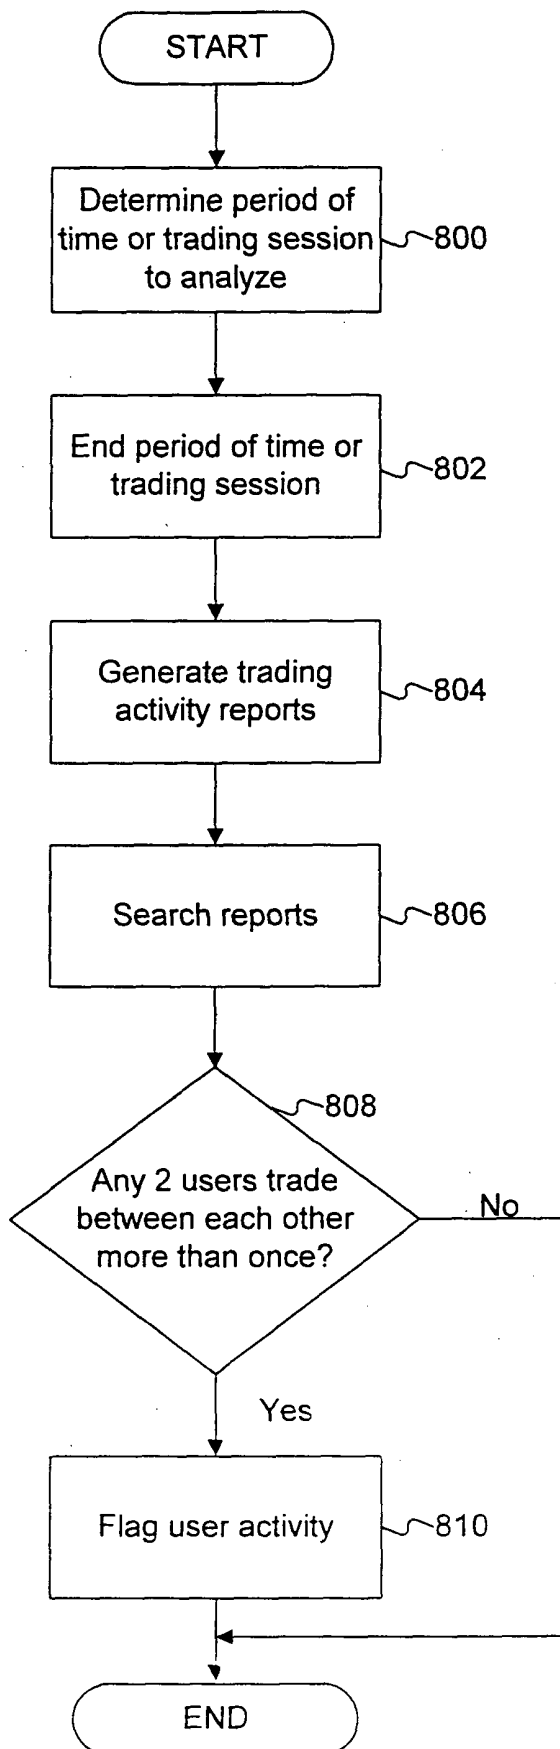 START
Determine period of
time or trading session
to analyze
800
End period of time or
trading session
802
Generate trading
activity reports
804
Search reports
806
808
Any 2 users trade
between each other
more than once?
No
Yes
Flag user activity
810
END